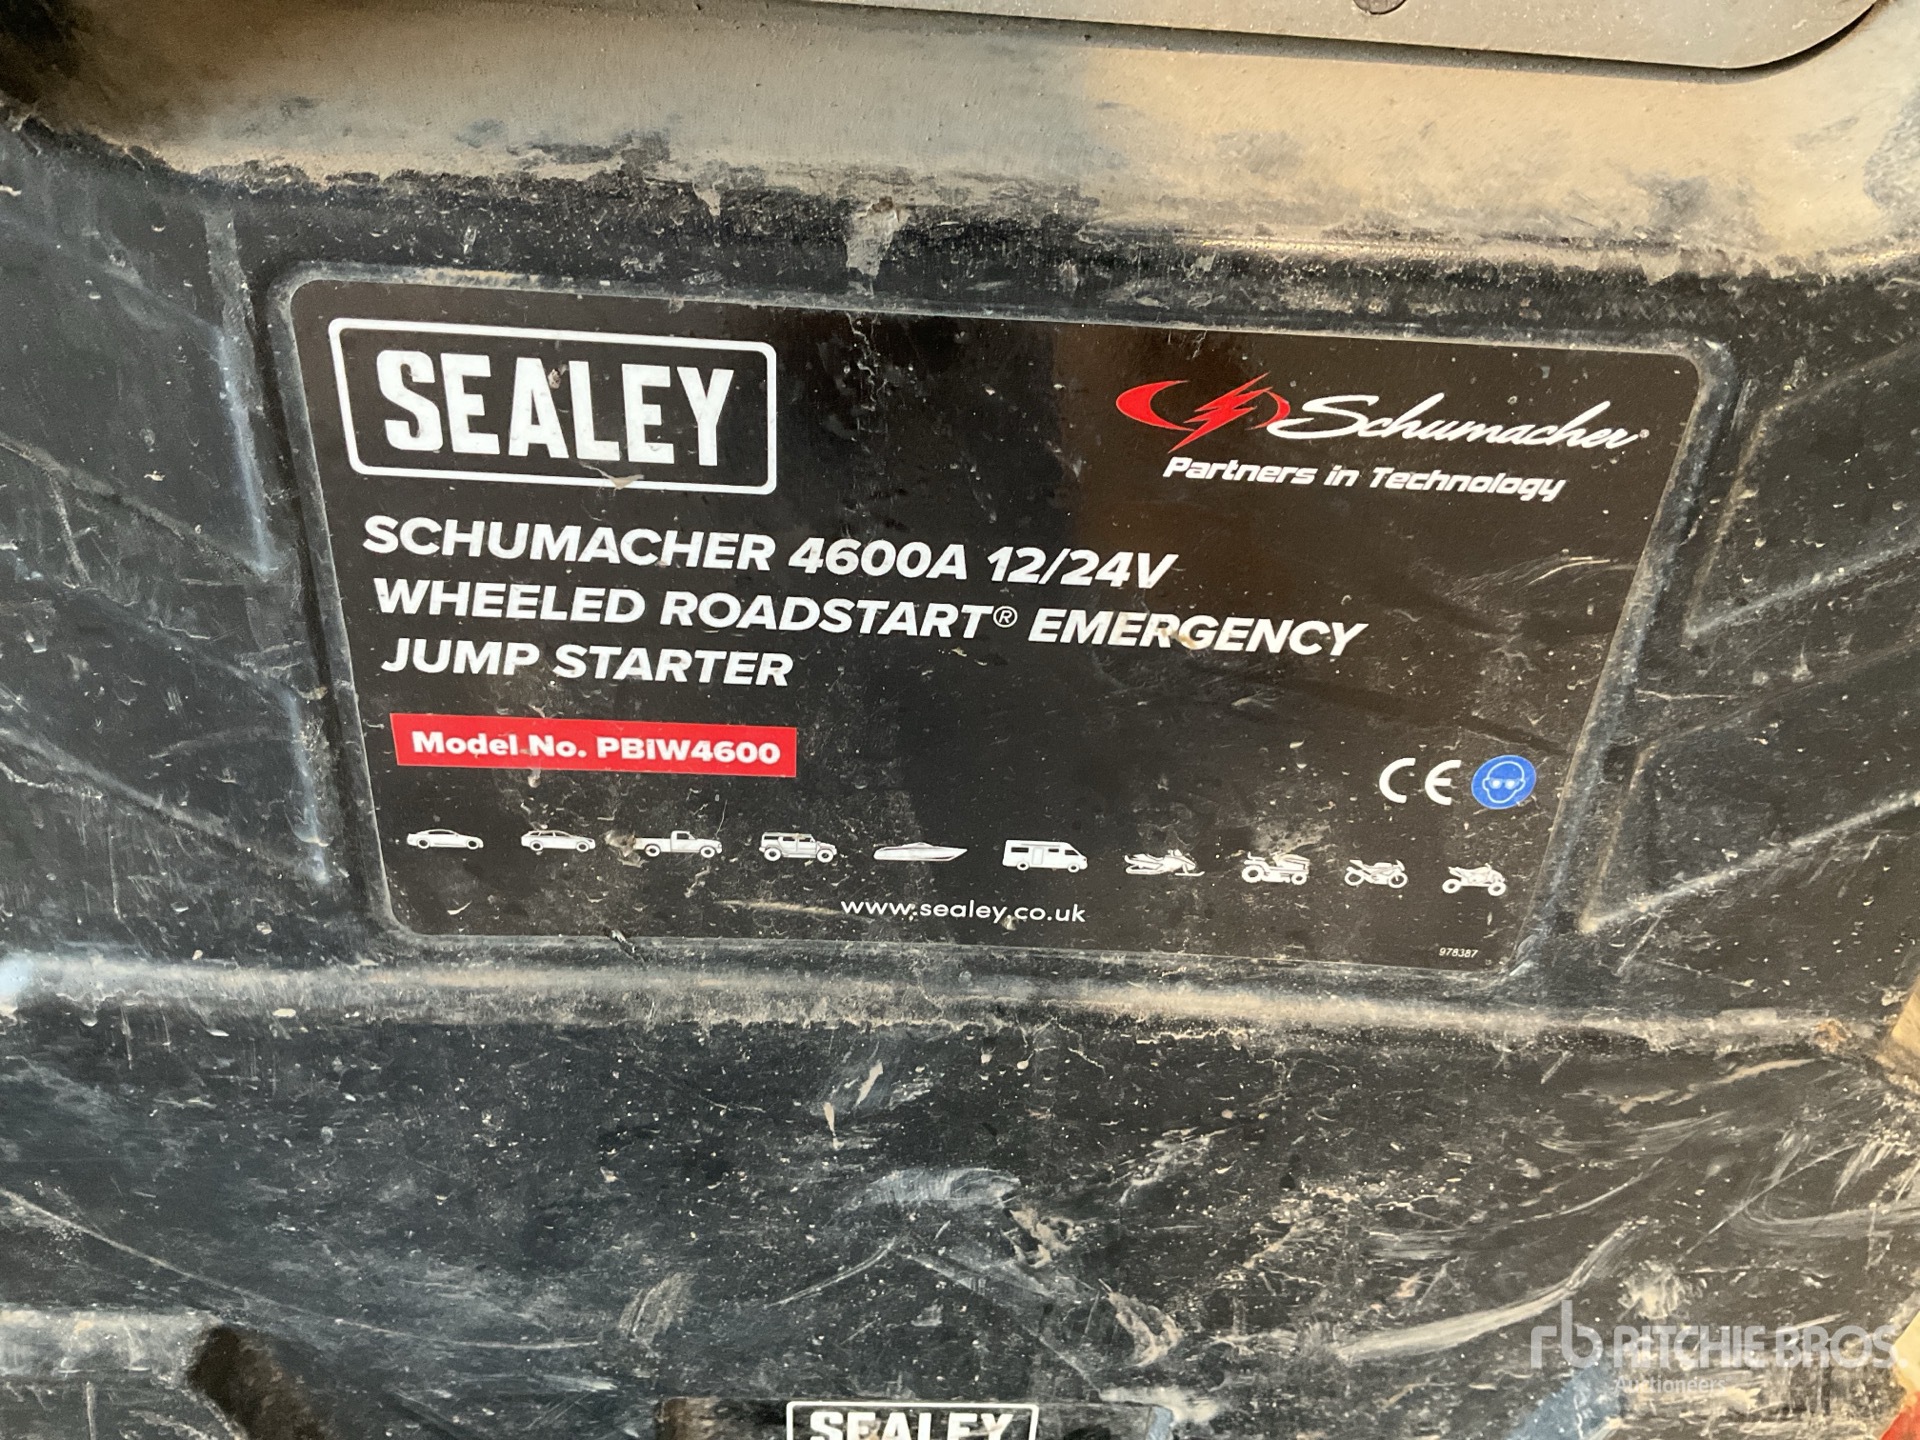 SEALEY
Schumacher®
Partners in Technology
SCHUMACHER 4600A 12/24V
WHEELED ROADSTART® EMERGENCY
JUMP STARTER
Model No. PBIW4600
CE
www.sealey.co.uk
978387
rb RITCHIE BROS.
Auctioneers
SEALEY